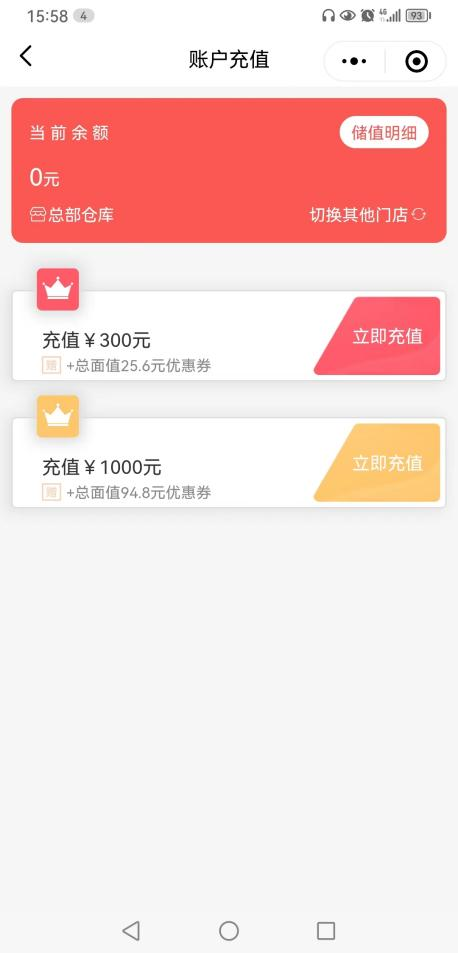 15:58 4
4G 93
账户充值
当前余额
储值明细
0元
总部仓库
切换其他门店
充值￥300元
立即充值
赠 +总面值25.6元优惠券
充值￥1000元
立即充值
赠 +总面值94.8元优惠券